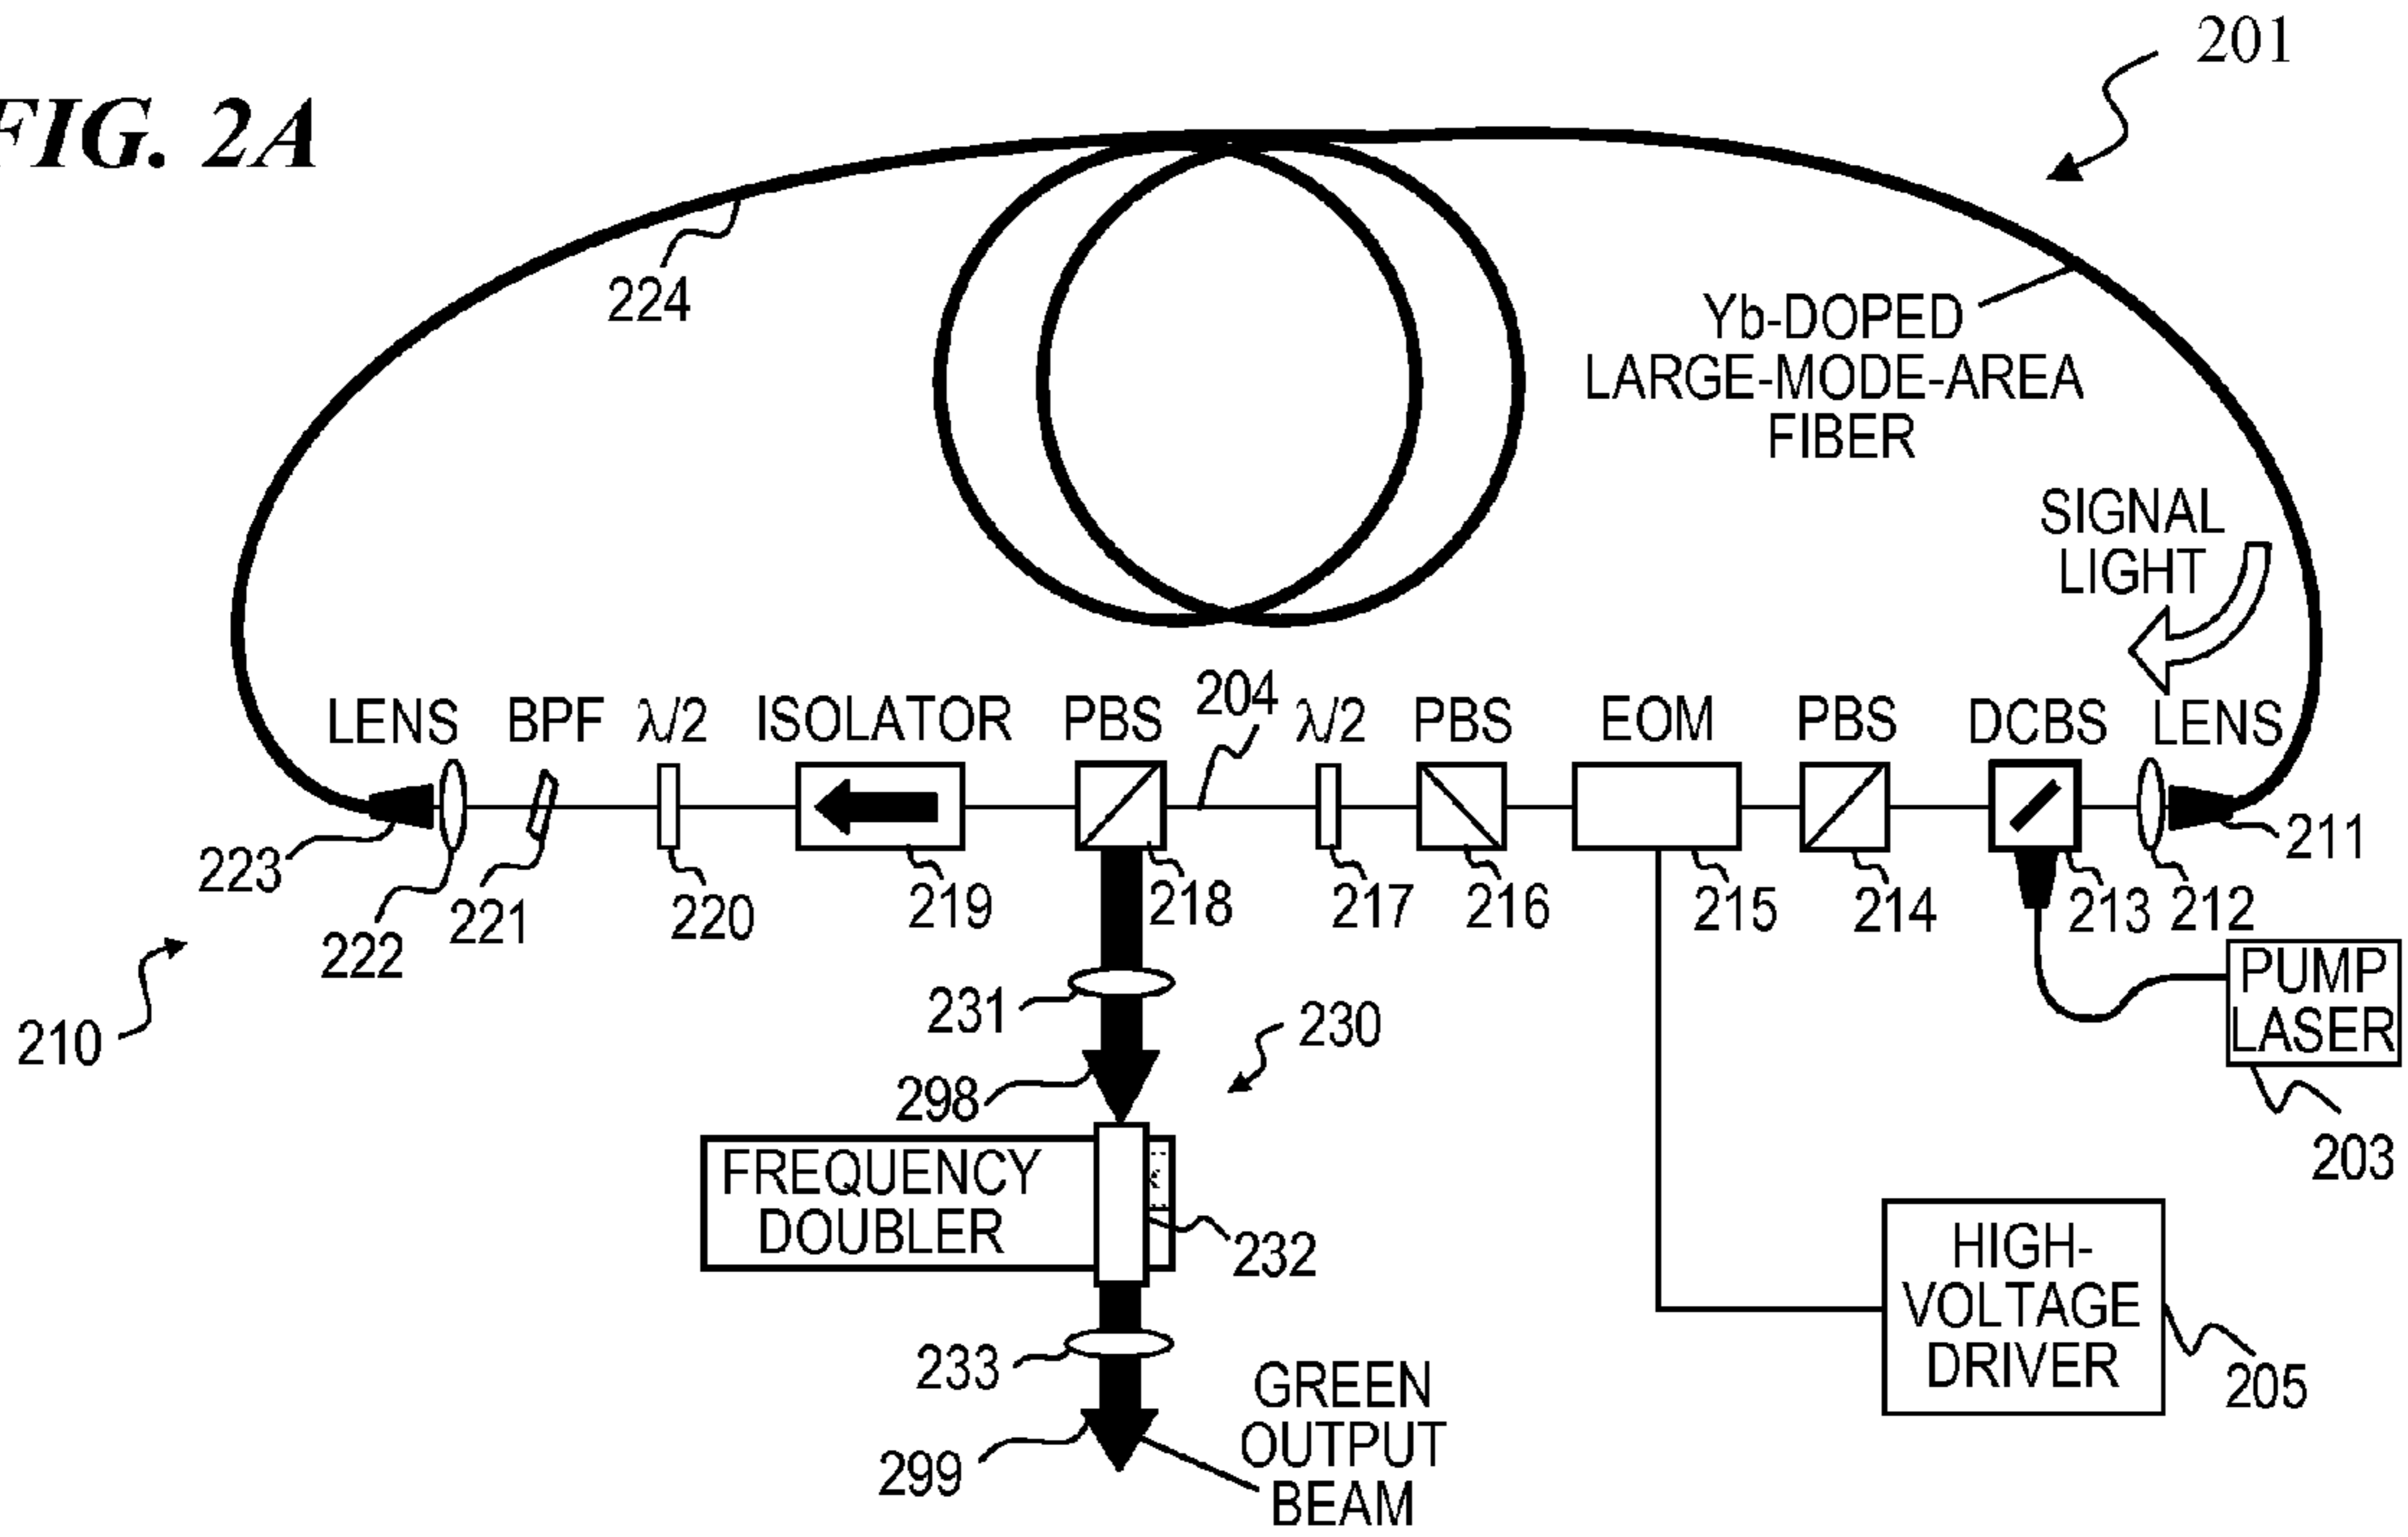 FIG. 2A
201
224
Yb-DOPED
LARGE-MODE-AREA
FIBER
SIGNAL
LIGHT
LENS BPF λ/2 ISOLATOR PBS 204 λ/2 PBS EOM PBS DCBS LENS
223 222 221 220 219 218 217 216 215 214 213 212 211
210
231
230
298
PUMP
LASER
203
FREQUENCY
DOUBLER
232
HIGH-
VOLTAGE
DRIVER
205
233
299
GREEN
OUTPUT
BEAM